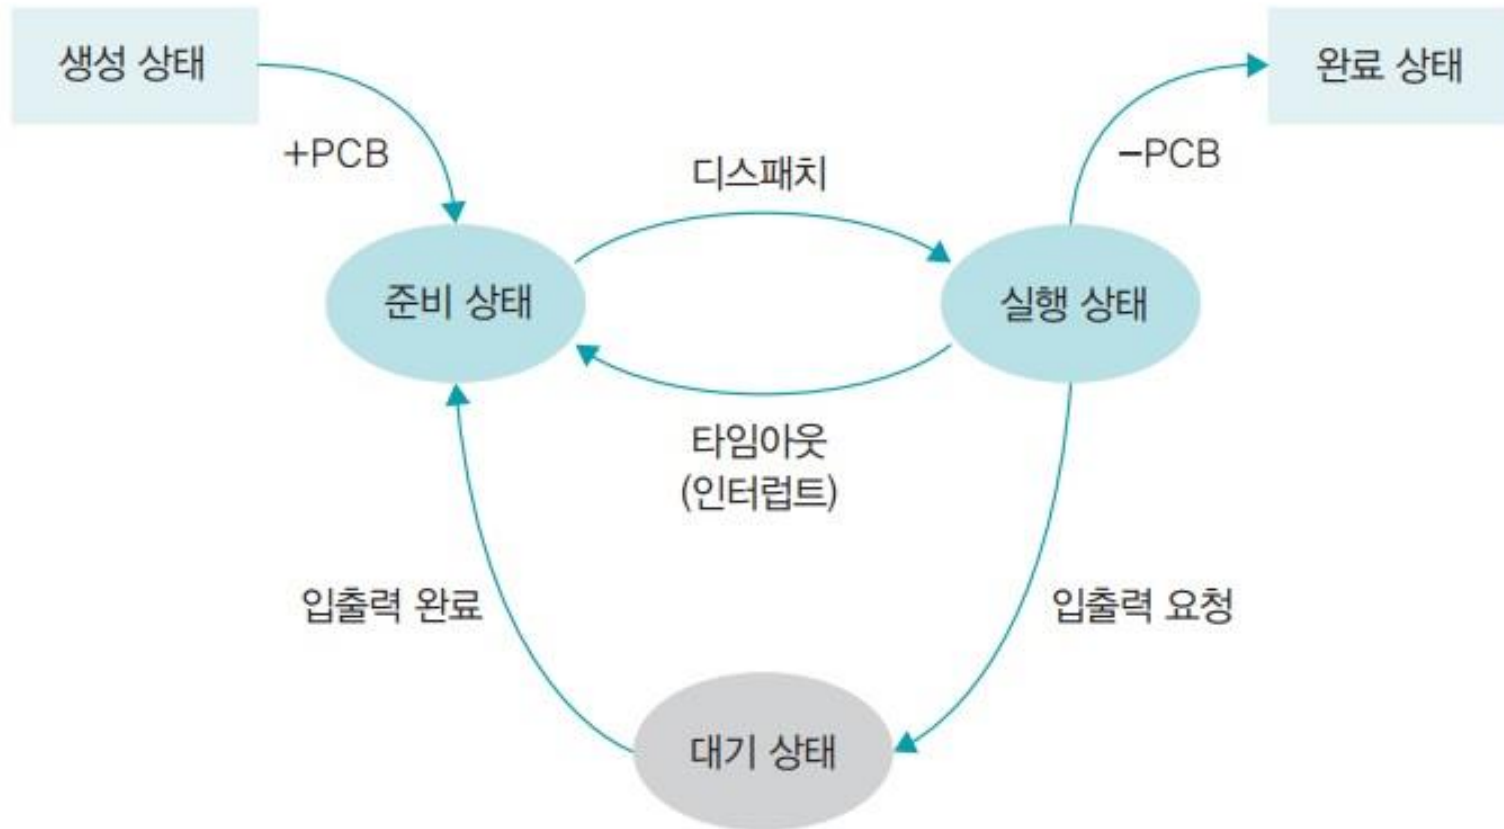 생성 상태
완료 상태
+PCB
–PCB
디스패치
준비 상태
실행 상태
타임아웃
(인터럽트)
입출력 완료
입출력 요청
대기 상태